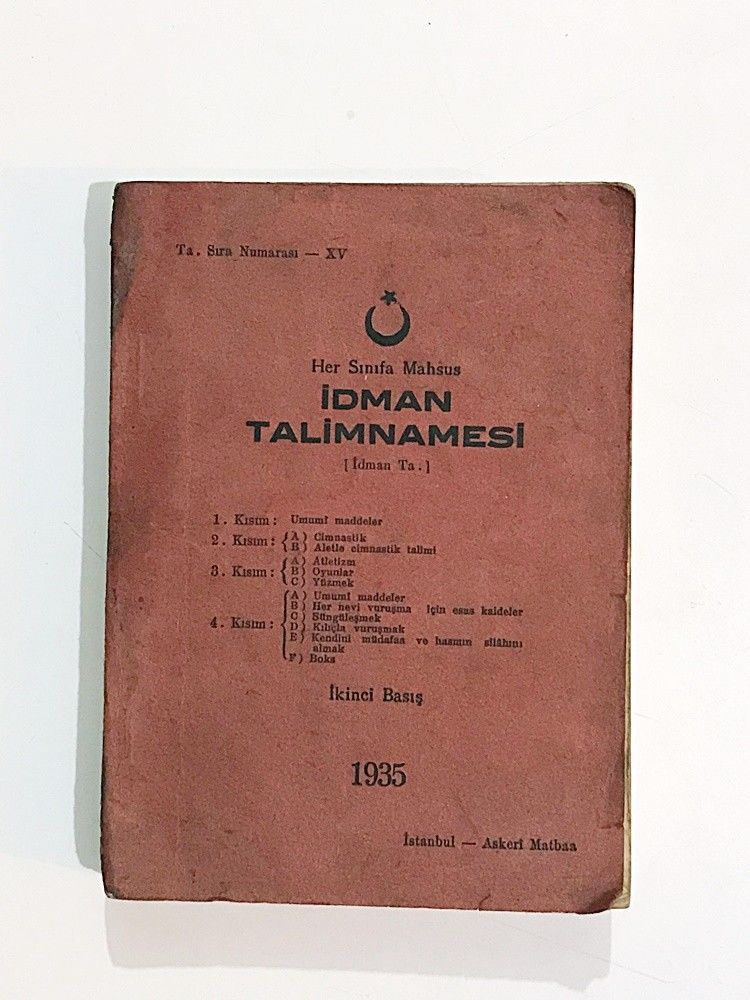 Ta. Sıra Numarası — XV
Her Sınıfa Mahsus
İDMAN
TALİMNAMESİ
[İdman Ta.]
1. Kısım: Umumî maddeler
2. Kısım: A) Cimnastik
B) Aletle cimnastik talimi
3. Kısım: A) Atletizm
B) Oyunlar
C) Yüzmek
4. Kısım: A) Umumî maddeler
B) Her nevi vuruşma için esas kaideler
C) Süngüleşmek
D) Kılıçla vuruşmak
E) Kendini müdafaa ve hasmın silâhını
almak
F) Boks
İkinci Basış
1935
İstanbul — Askerî Matbaa